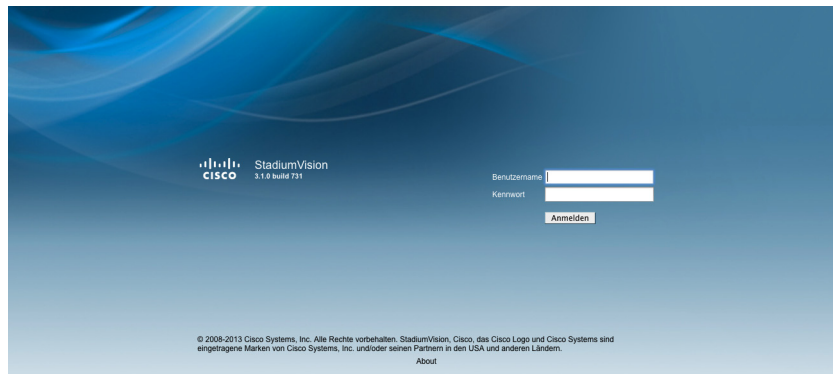 CISCO
StadiumVision
3.1.0 build 731
Benutzername
Kennwort
Anmelden
© 2008-2013 Cisco Systems, Inc. Alle Rechte vorbehalten. StadiumVision, Cisco, das Cisco Logo und Cisco Systems sind
eingetragene Marken von Cisco Systems, Inc. und/oder seinen Partnern in den USA und anderen Ländern.
About